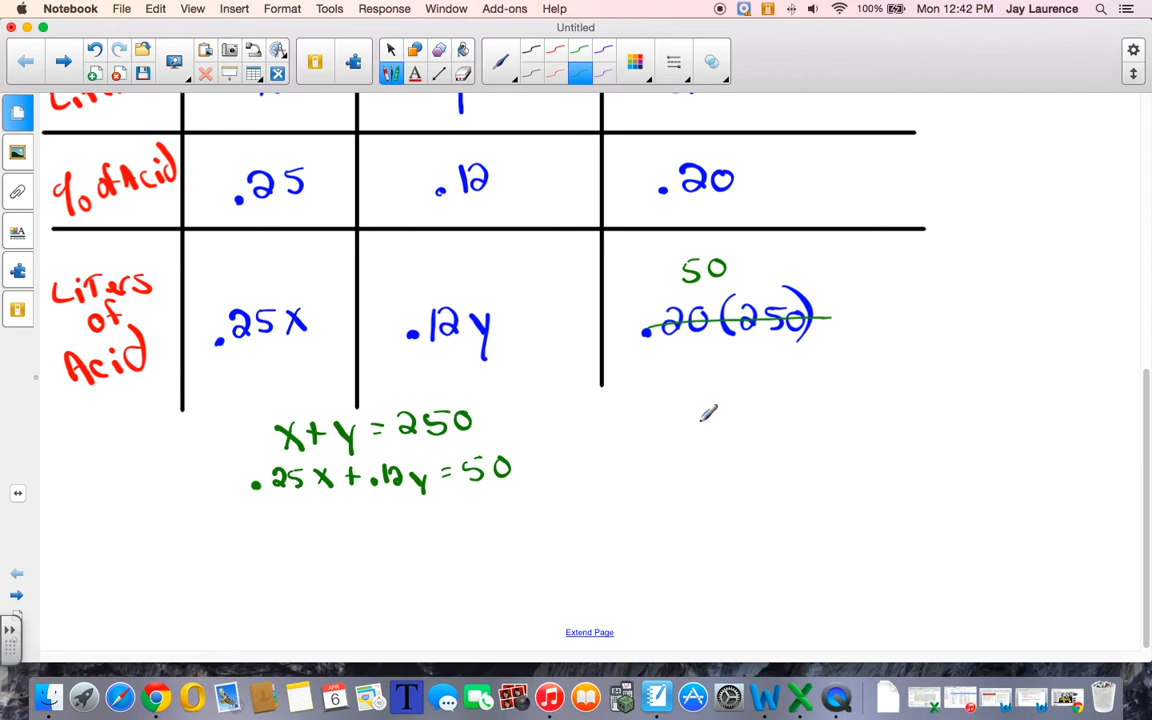 Notebook File Edit View Insert Format Tools Response Window Add-ons Help 100% Mon 12:42 PM Jay Laurence
Untitled
y
% of Acid .25 .12 .20
50
Liters of Acid .25x .12y .20(250)
x + y = 250
.25x + .12y = 50
Extend Page